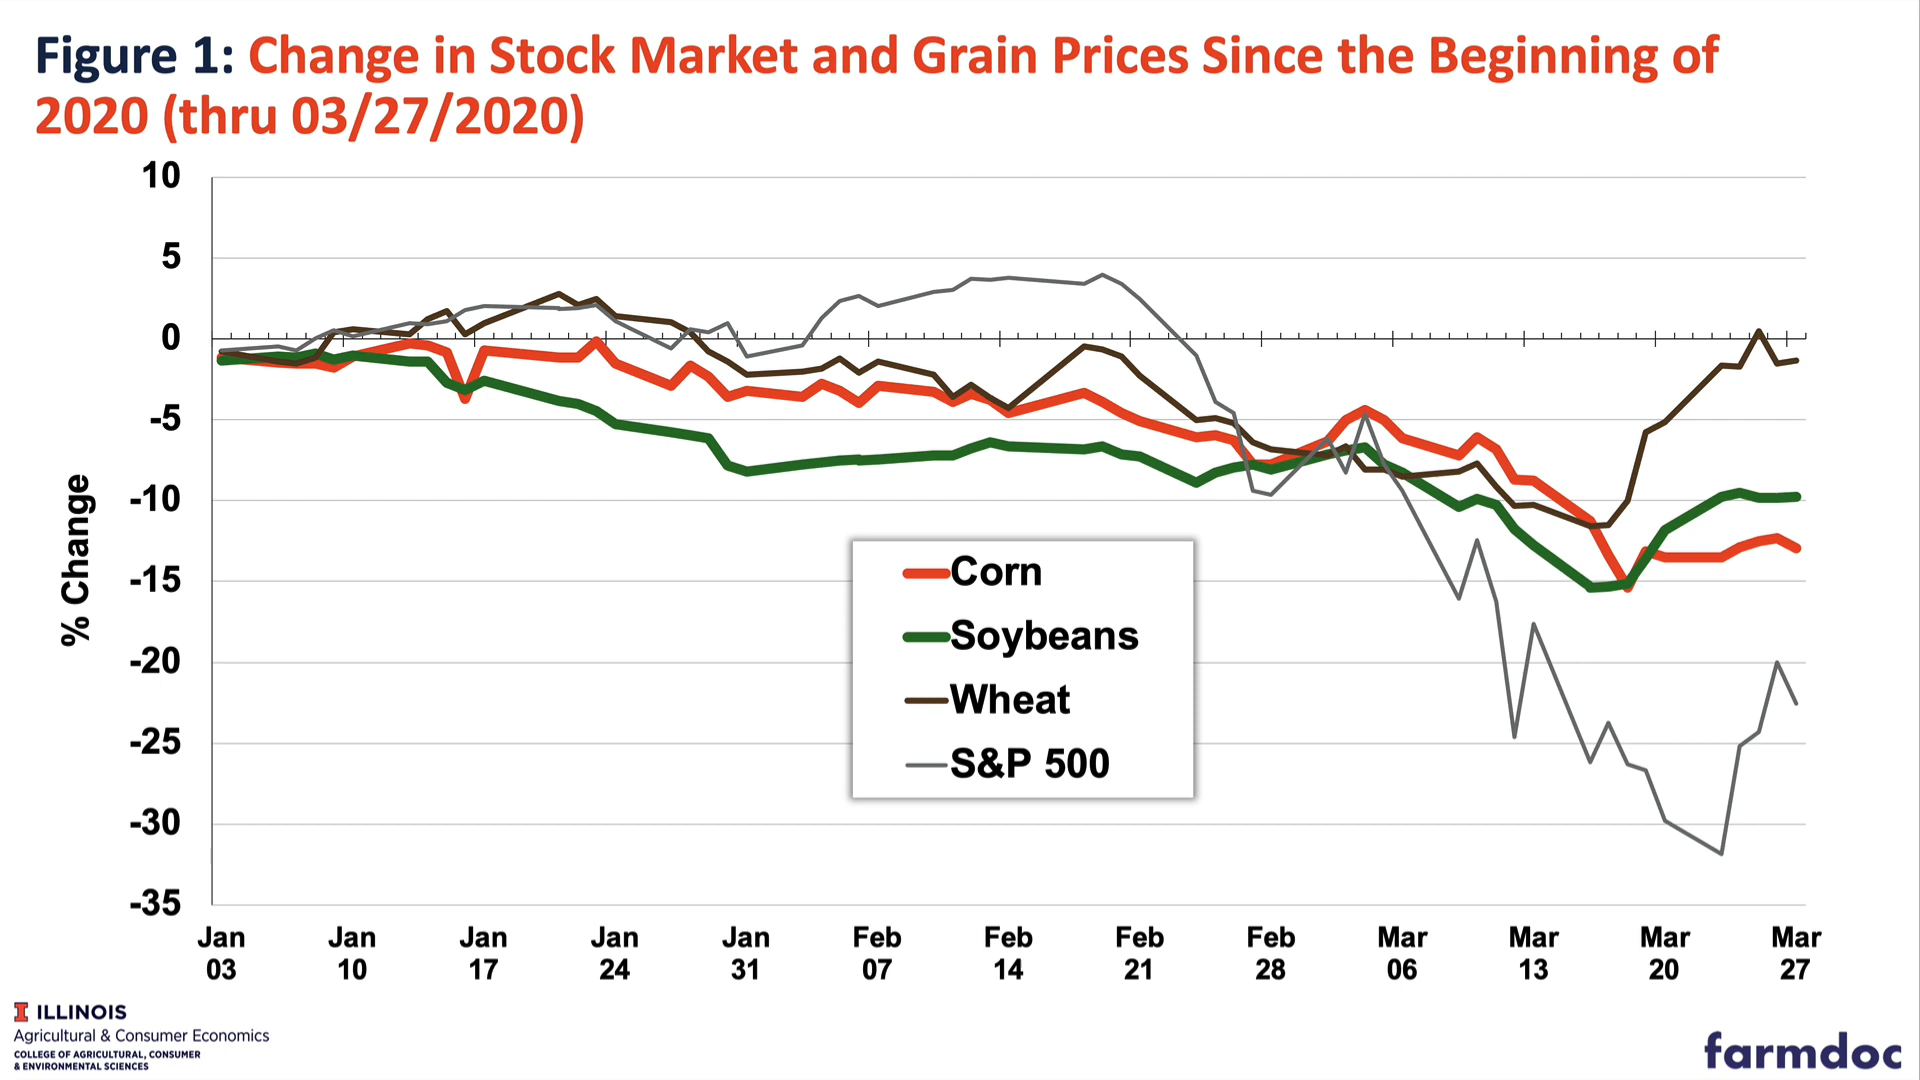 Figure 1: Change in Stock Market and Grain Prices Since the Beginning of
2020 (thru 03/27/2020)
10
5
0
-5
-10
-15
-20
-25
-30
-35
% Change
Corn
Soybeans
Wheat
S&P 500
Jan Jan Jan Jan Jan Feb Feb Feb Feb Mar Mar Mar Mar
03 10 17 24 31 07 14 21 28 06 13 20 27
I ILLINOIS
Agricultural & Consumer Economics
COLLEGE OF AGRICULTURAL, CONSUMER
& ENVIRONMENTAL SCIENCES
farmdoc